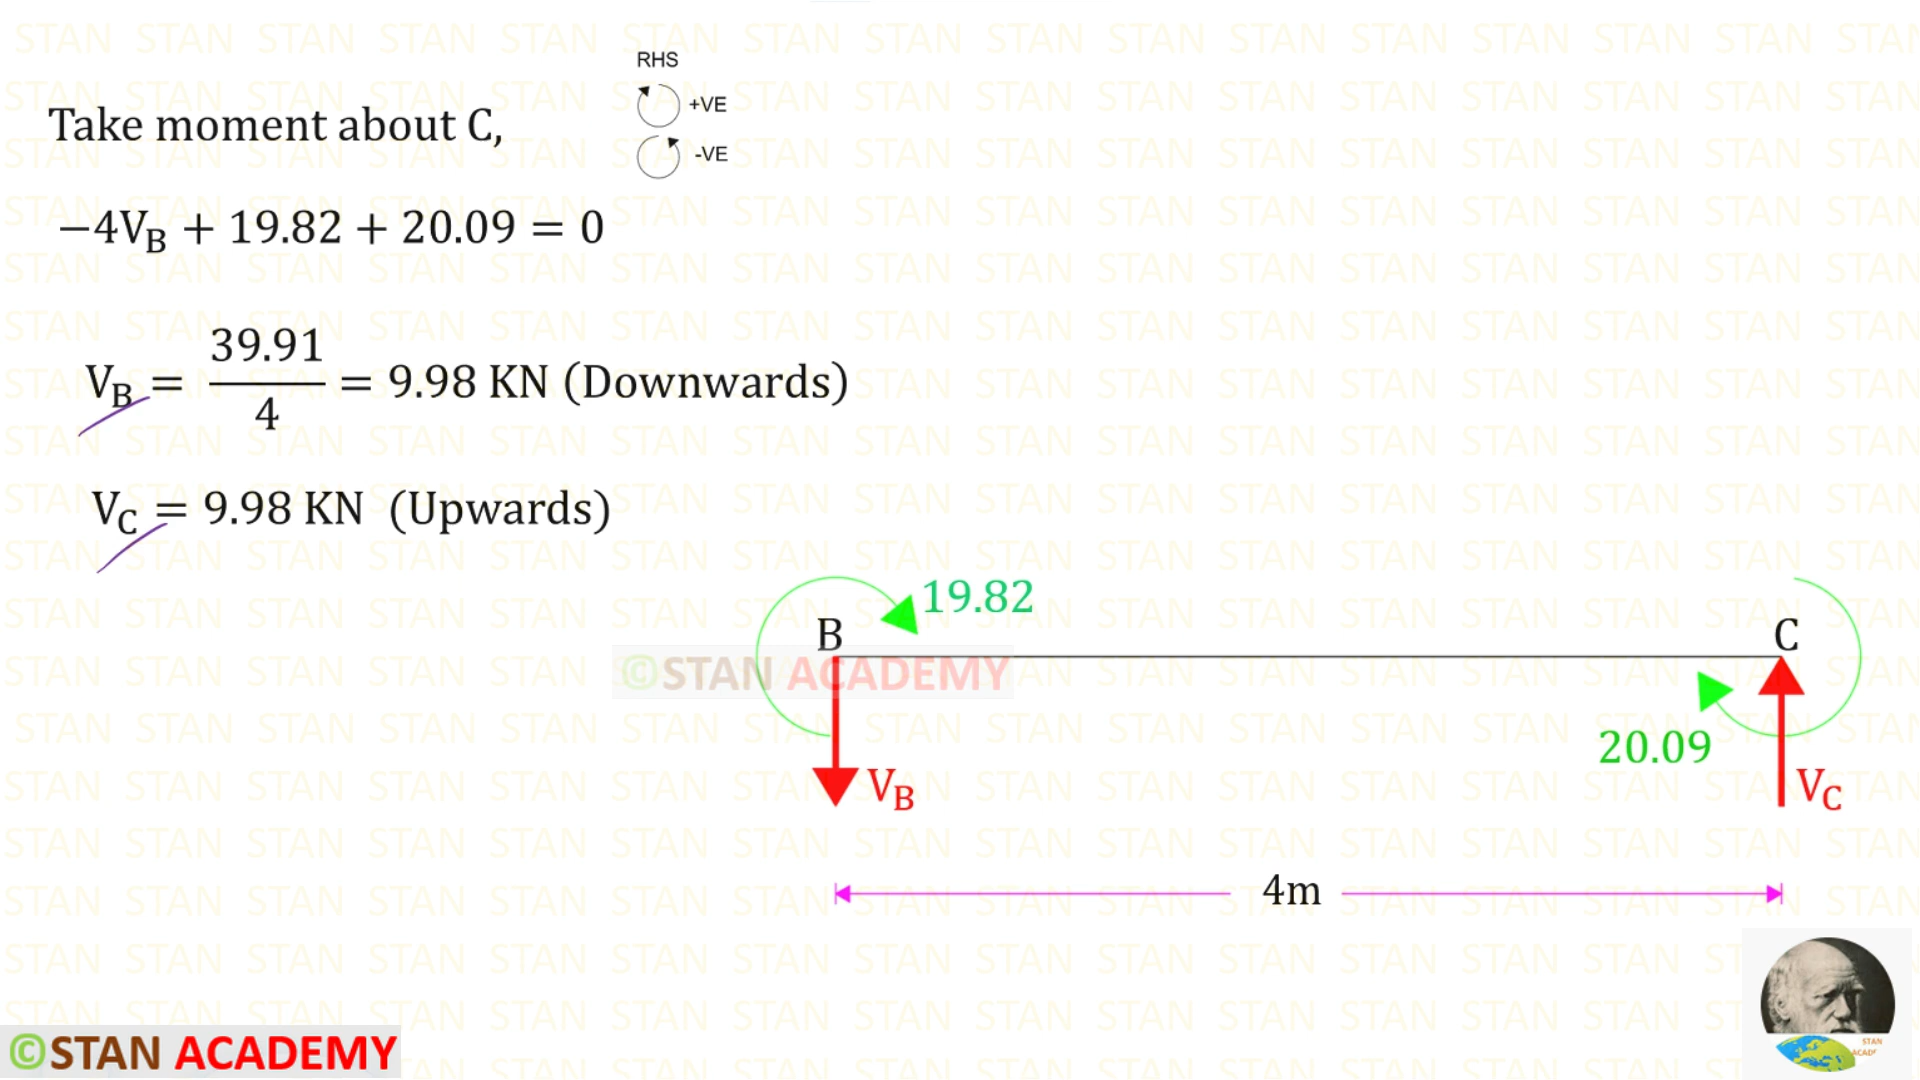 RHS
+VE
-VE
Take moment about C,
−4V_B + 19.82 + 20.09 = 0
V_B = 39.91/4 = 9.98 KN (Downwards)
V_C = 9.98 KN (Upwards)
19.82
B
C
©STAN ACADEMY
20.09
V_B
V_C
4m
©STAN ACADEMY
STAN